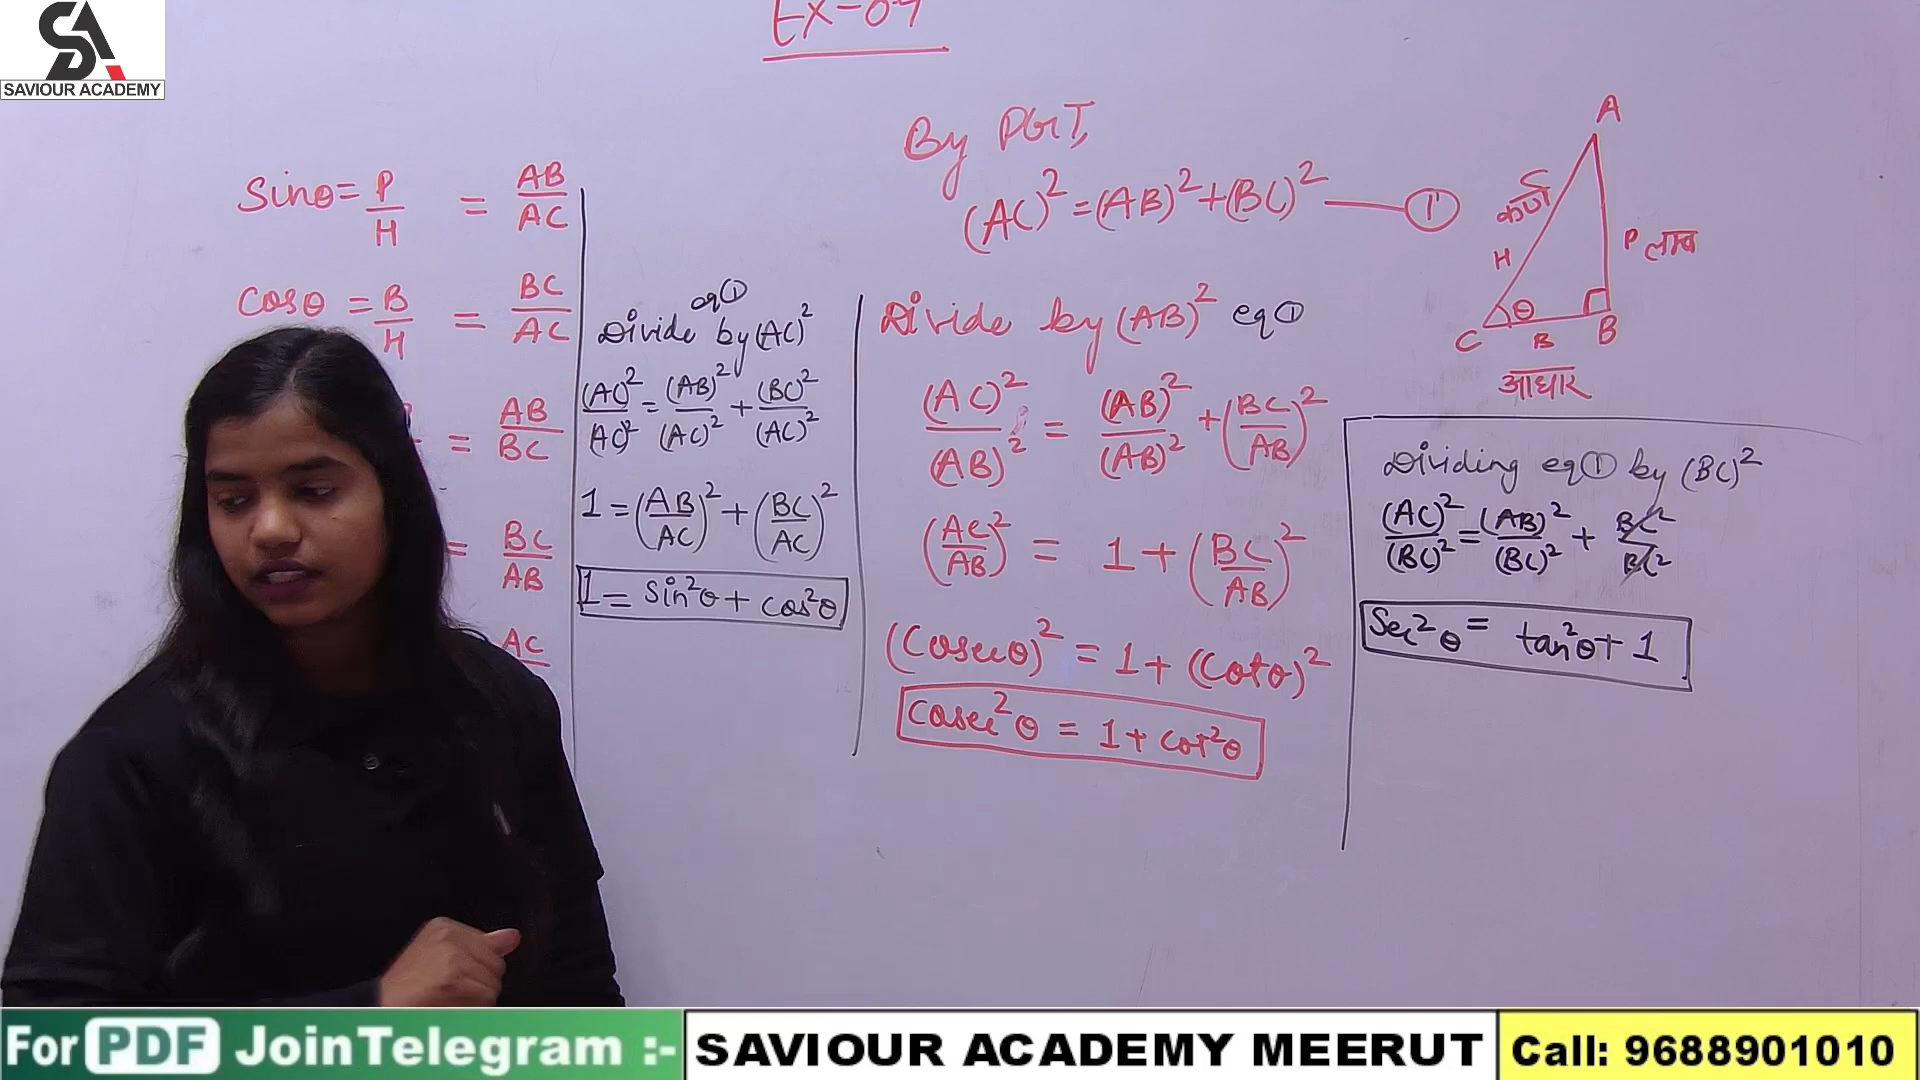 SA
SAVIOUR ACADEMY
Ex-09
By PGT,
(AC)² = (AB)² + (BC)² — ①
Sinθ = P/H = AB/AC
Cosθ = B/H = BC/AC
= AB/BC
= BC/AB
AC
eq①
Divide by (AC)²
(AC)²/(AC)² = (AB)²/(AC)² + (BC)²/(AC)²
1 = (AB/AC)² + (BC/AC)²
1 = Sin²θ + cos²θ
Divide by (AB)² eq①
(AC)²/(AB)² = (AB)²/(AB)² + (BC/AB)²
(AC/AB)² = 1 + (BC/AB)²
(Cosecθ)² = 1 + (Cotθ)²
Cosec²θ = 1 + cot²θ
A
कर्ण
H
P लम्ब
C θ B
B
आधार
Dividing eq① by (BC)²
(AC)²/(BC)² = (AB)²/(BC)² + BC²/BC²
Sec²θ = tan²θ + 1
For PDF Join Telegram :- SAVIOUR ACADEMY MEERUT Call: 9688901010